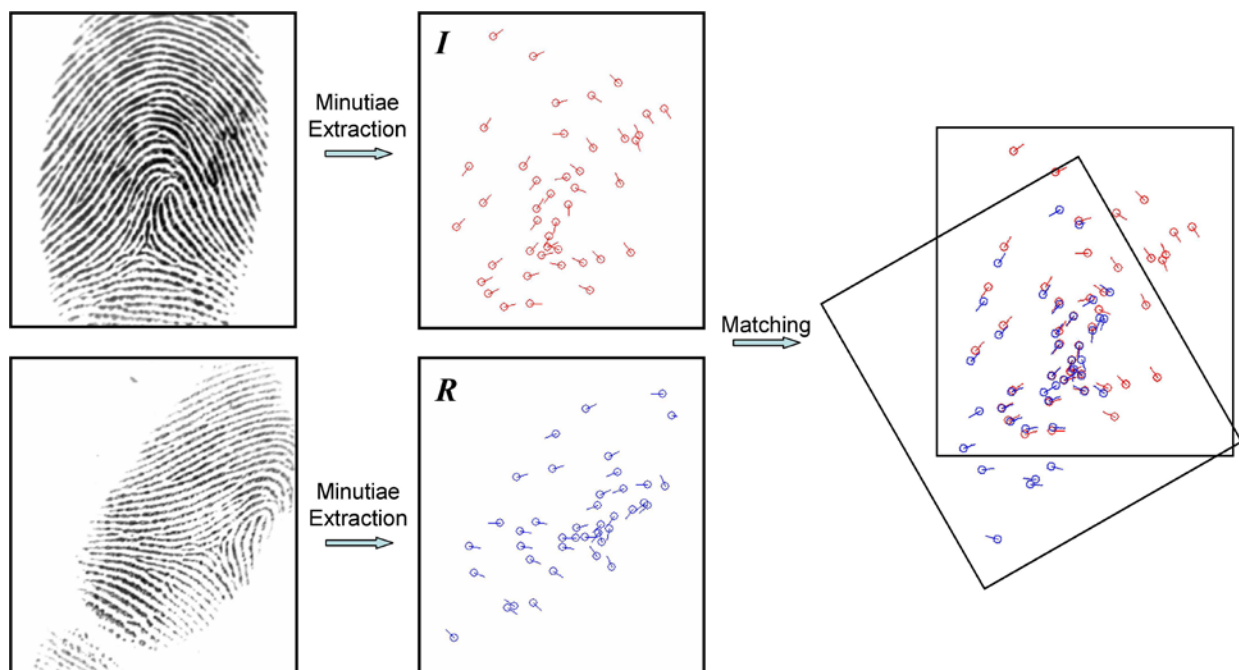 I
Minutiae
Extraction
Matching
R
Minutiae
Extraction